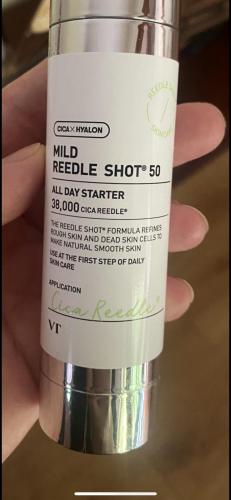 CICA X HYALON
REEDLE
SKINCARE
MILD
REEDLE SHOT® 50
ALL DAY STARTER
38,000 CICA REEDLE®
THE REEDLE SHOT® FORMULA REFINES
ROUGH SKIN AND DEAD SKIN CELLS TO
MAKE NATURAL SMOOTH SKIN
USE AT THE FIRST STEP OF DAILY
SKIN CARE
APPLICATION
Cica Reedle®
VT